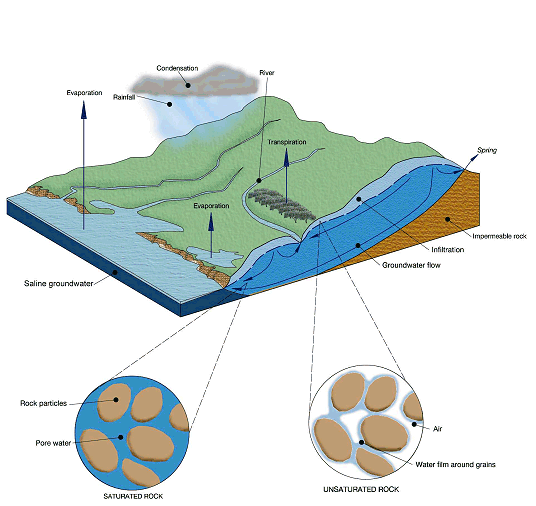 Condensation
River
Evaporation
Rainfall
Transpiration
Spring
Evaporation
Impermeable rock
Infiltration
Groundwater flow
Saline groundwater
Rock particles
Air
Pore water
Water film around grains
SATURATED ROCK
UNSATURATED ROCK